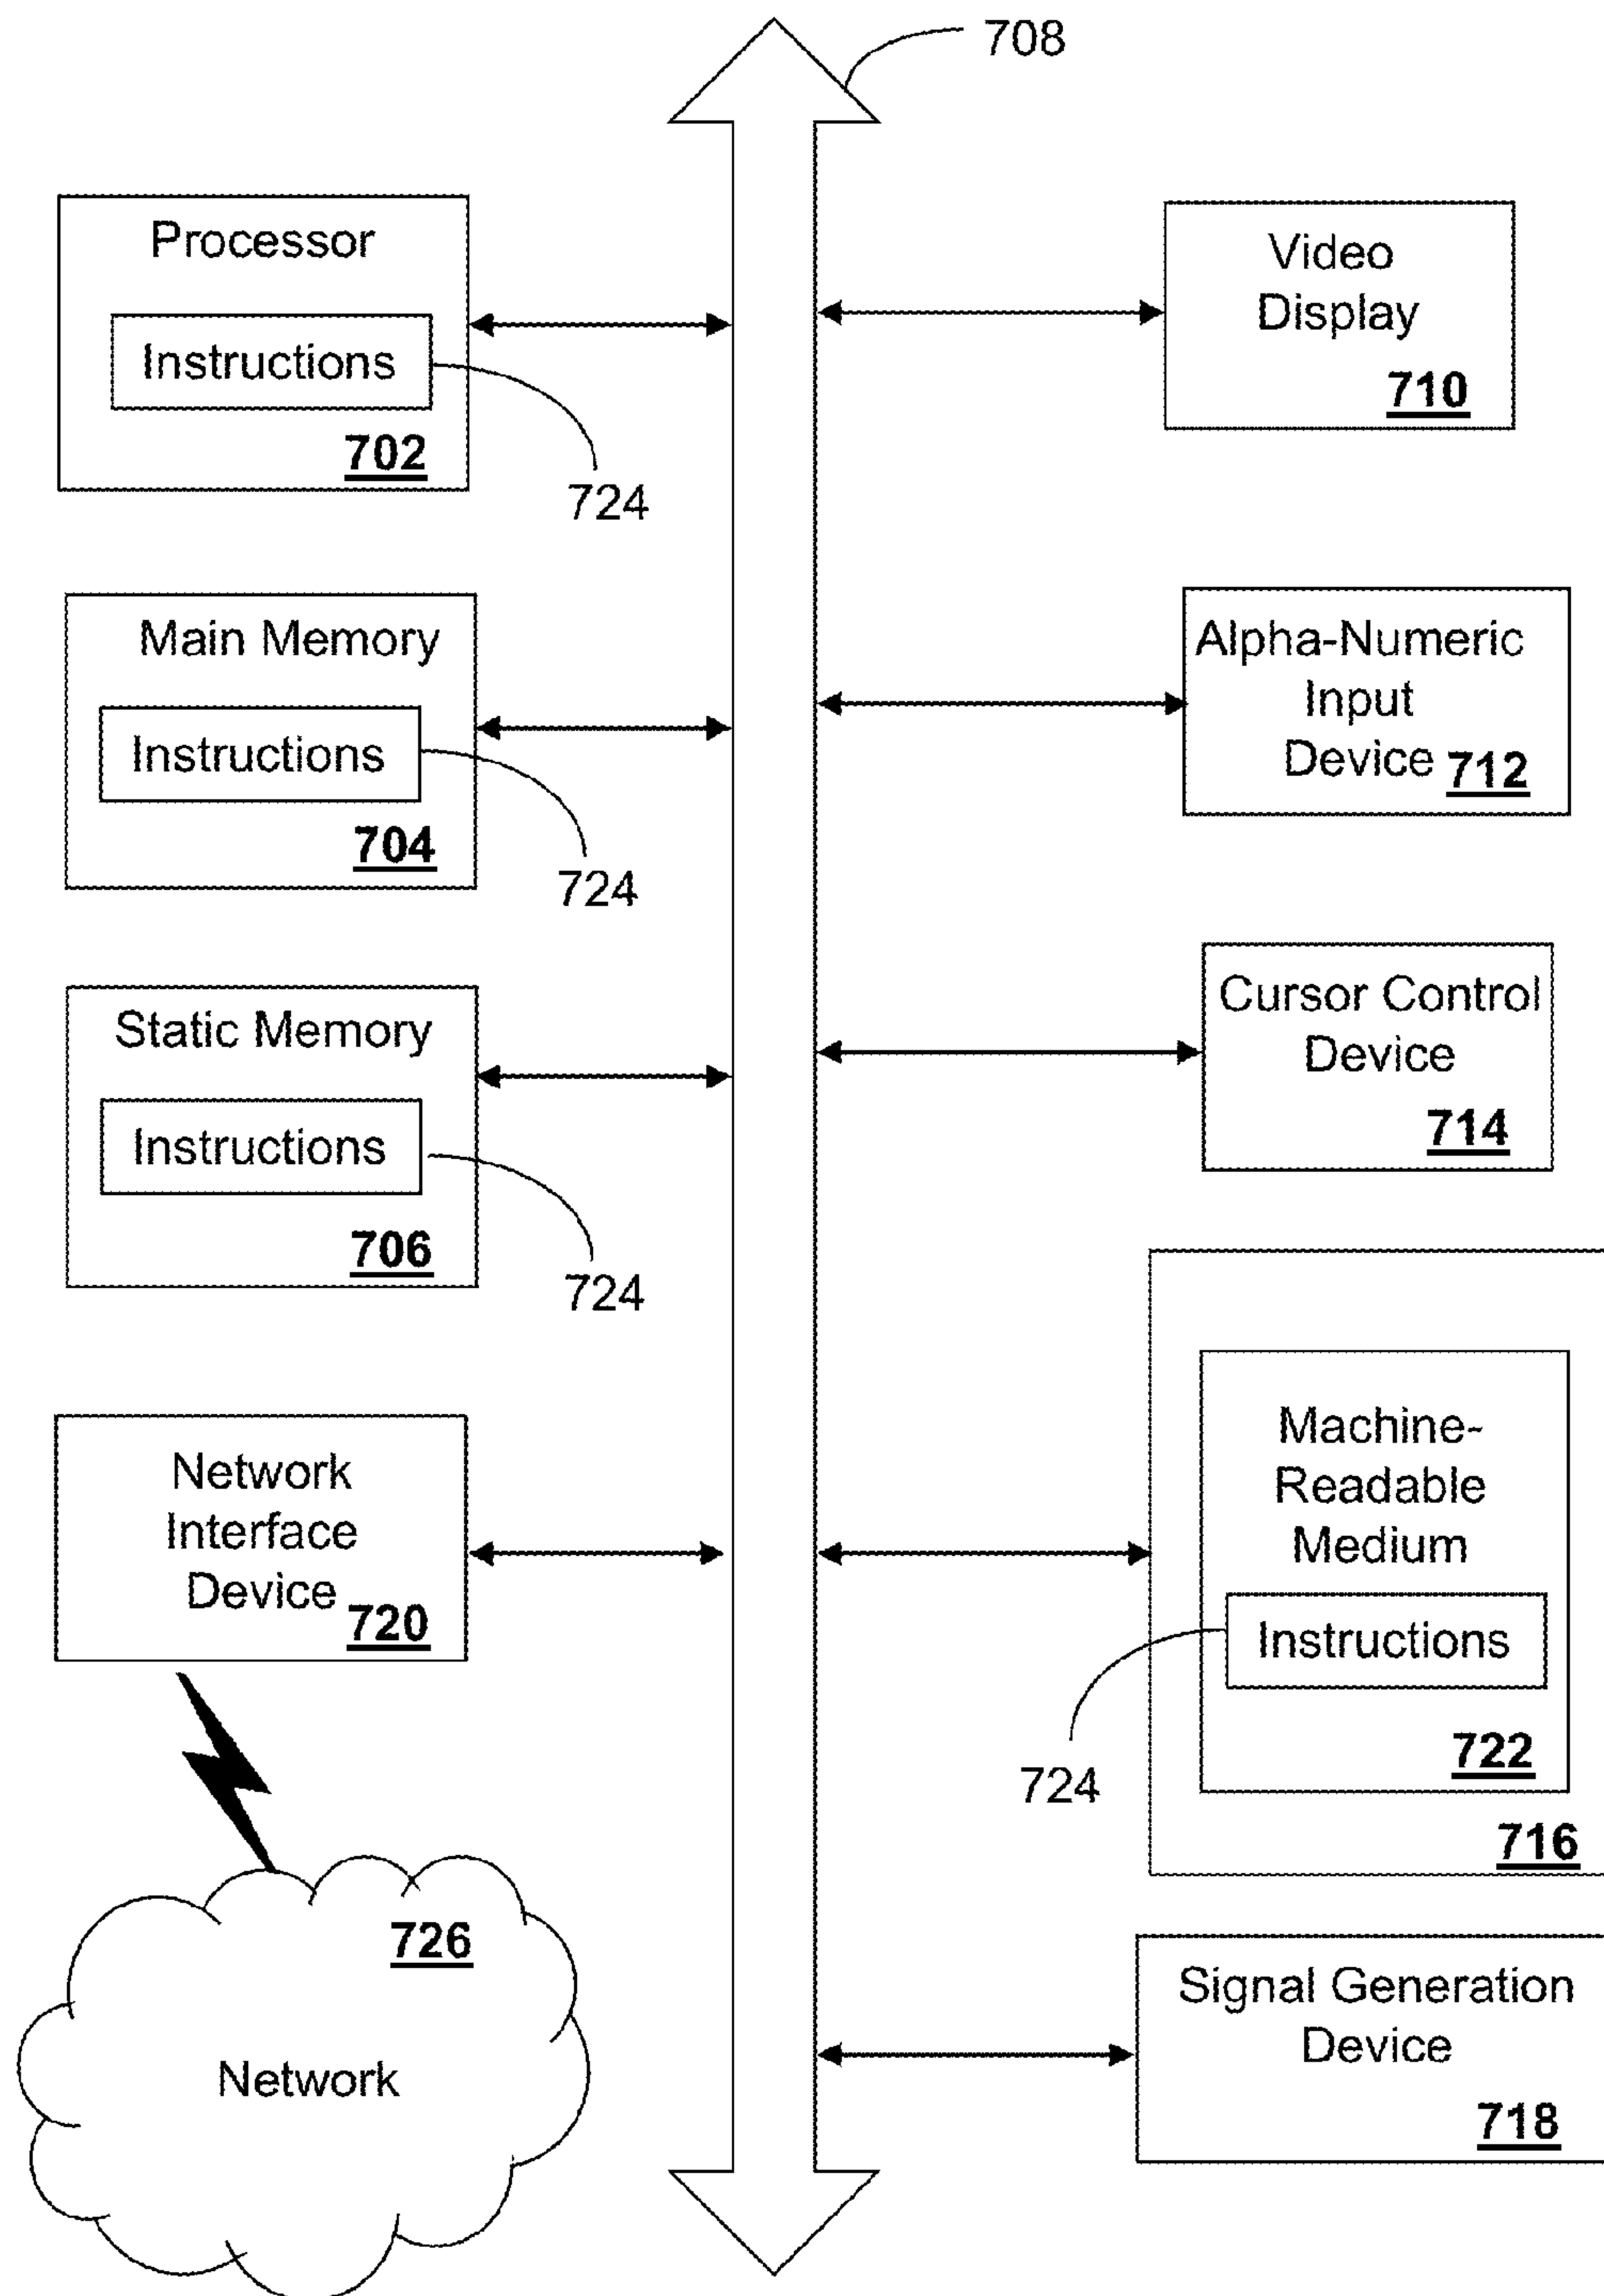 708
Processor
Instructions
702
724
Main Memory
Instructions
704
724
Static Memory
Instructions
706
724
Network
Interface
Device
720
726
Network
Video
Display
710
Alpha-Numeric
Input
Device
712
Cursor Control
Device
714
Machine-
Readable
Medium
Instructions
724
722
716
Signal Generation
Device
718